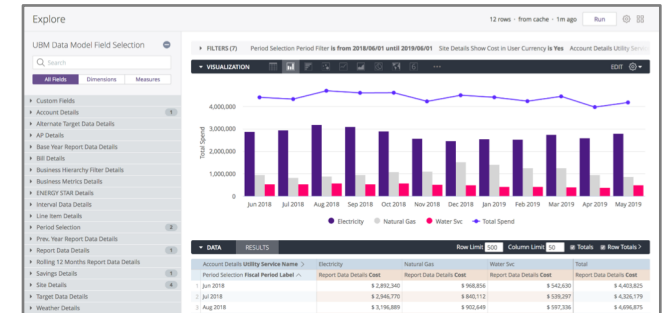 Explore
12 rows · from cache · 1m ago Run
UBM Data Model Field Selection
Search
All Fields Dimensions Measures
Custom Fields
Account Details 1
Alternate Target Data Details
AP Details
Base Year Report Data Details
Bill Details
Business Hierarchy Filter Details
Business Metrics Details
ENERGY STAR Details
Interval Data Details
Line Item Details
Period Selection 2
Prev. Year Report Data Details
Report Data Details 1
Rolling 12 Months Report Data Details
Savings Details 1
Site Details 4
Target Data Details
Weather Details
FILTERS (7) Period Selection Period Filter is from 2018/06/01 until 2019/06/01 Site Details Show Cost in User Currency is Yes Account Details Utility Servi
VISUALIZATION ... EDIT
Total Spend
4,000,000
3,000,000
2,000,000
1,000,000
0
Jun 2018 Jul 2018 Aug 2018 Sep 2018 Oct 2018 Nov 2018 Dec 2018 Jan 2019 Feb 2019 Mar 2019 Apr 2019 May 2019
Electricity Natural Gas Water Svc Total Spend
DATA RESULTS Row Limit 500 Column Limit 50 Totals Row Totals
Account Details Utility Service Name > Electricity Natural Gas Water Svc Total
Period Selection Fiscal Period Label Report Data Details Cost Report Data Details Cost Report Data Details Cost Report Data Details Cost
1 Jun 2018 $ 2,892,340 $ 968,856 $ 542,630 $ 4,403,825
2 Jul 2018 $ 2,946,770 $ 840,112 $ 539,297 $ 4,326,179
3 Aug 2018 $ 3,196,889 $ 902,649 $ 597,336 $ 4,696,875